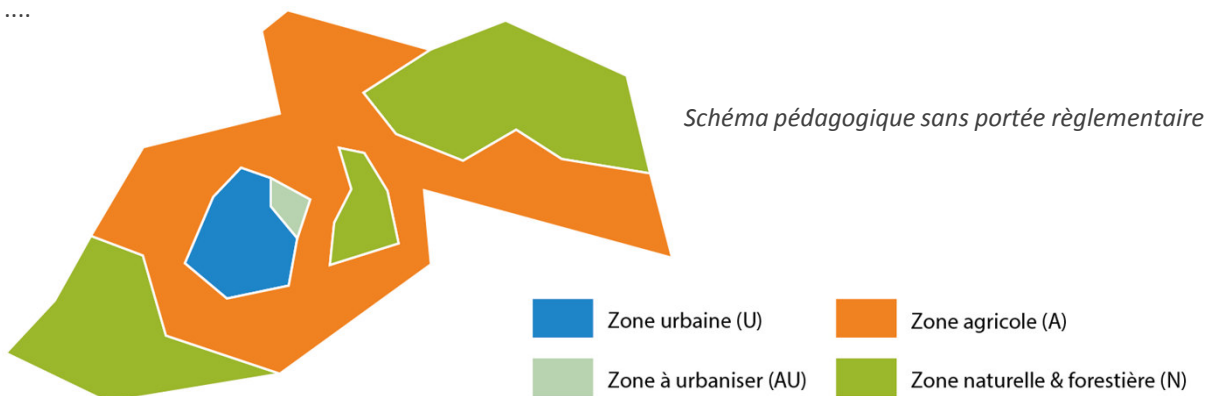 ....
Schéma pédagogique sans portée règlementaire
Zone urbaine (U)
Zone agricole (A)
Zone à urbaniser (AU)
Zone naturelle & forestière (N)